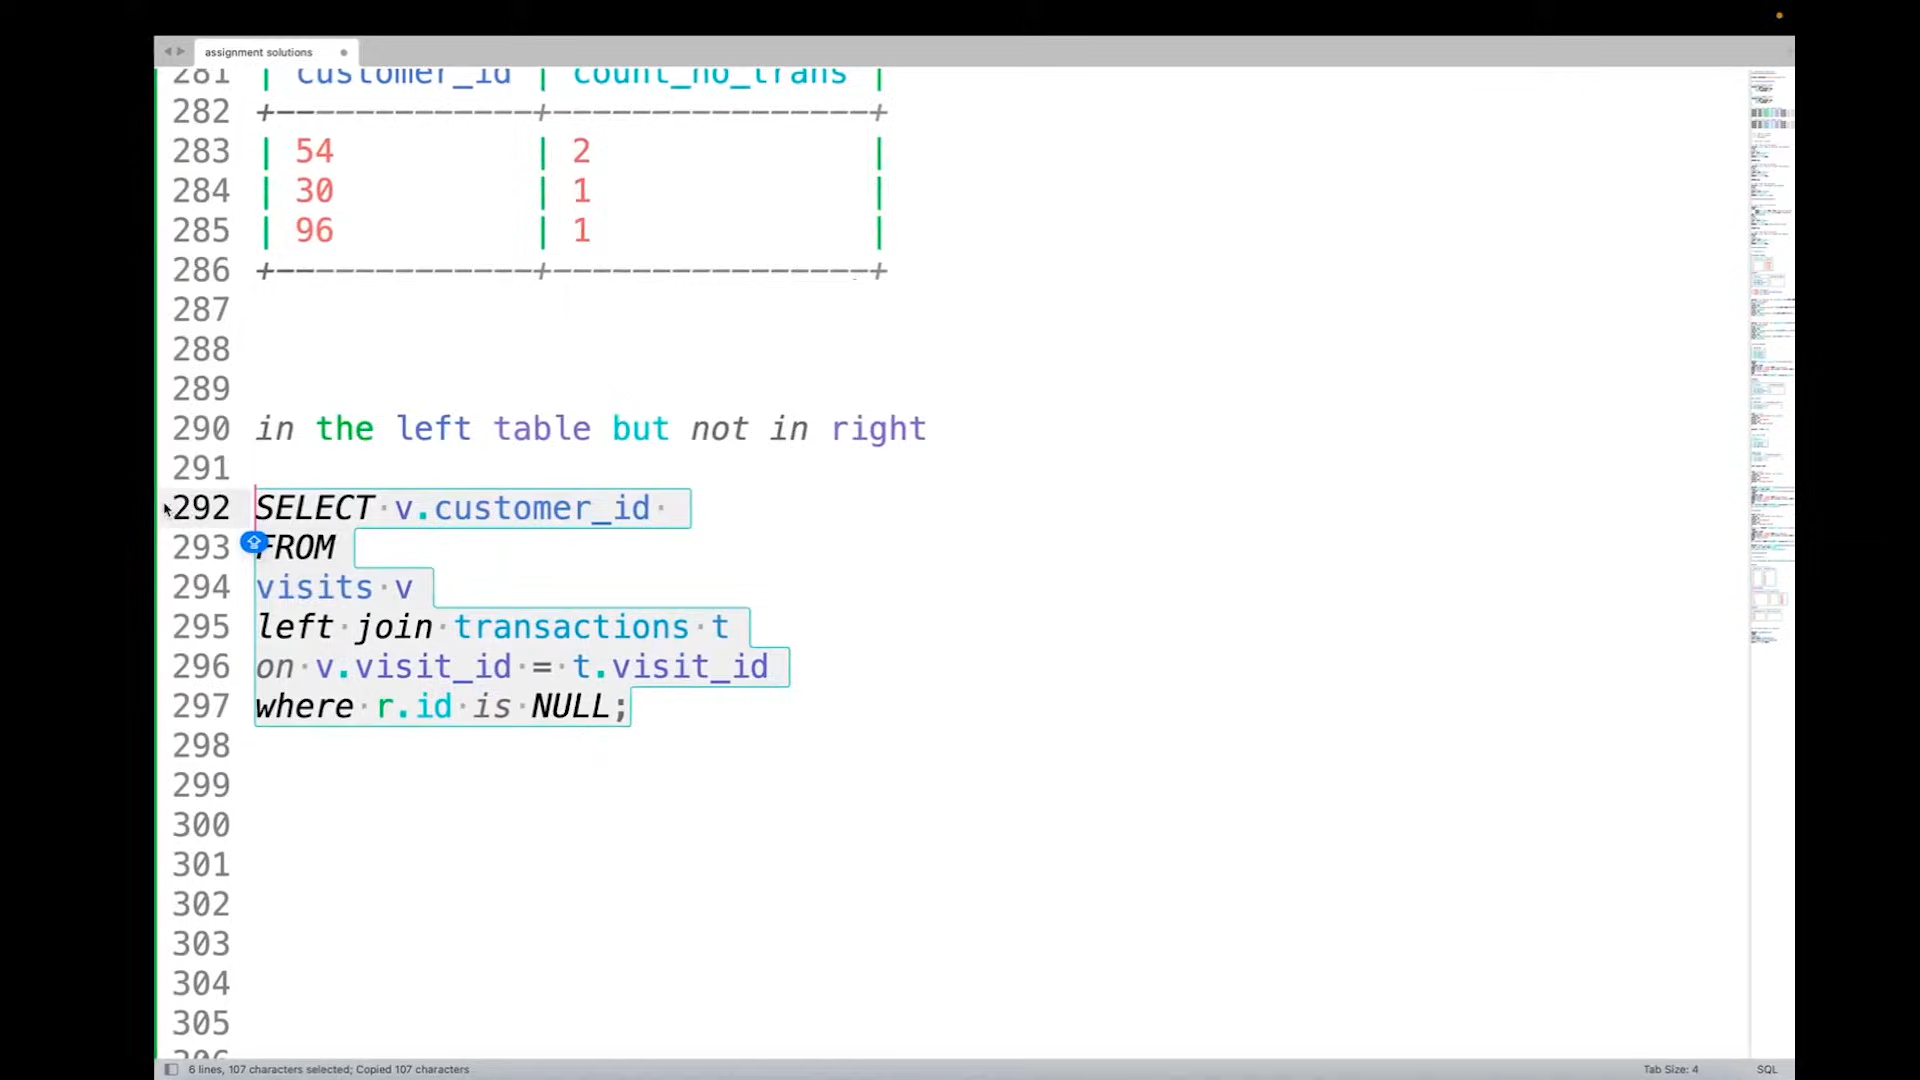 assignment solutions
281 | customer_id | count_no_trans |
282 +--------------+-----------------+
283 | 54 | 2 |
284 | 30 | 1 |
285 | 96 | 1 |
286 +--------------+-----------------+
287
288
289
290 in the left table but not in right
291
292 SELECT v.customer_id
293 FROM
294 visits v
295 left join transactions t
296 on v.visit_id = t.visit_id
297 where r.id is NULL;
298
299
300
301
302
303
304
305
306
6 lines, 107 characters selected; Copied 107 characters
Tab Size: 4
SQL